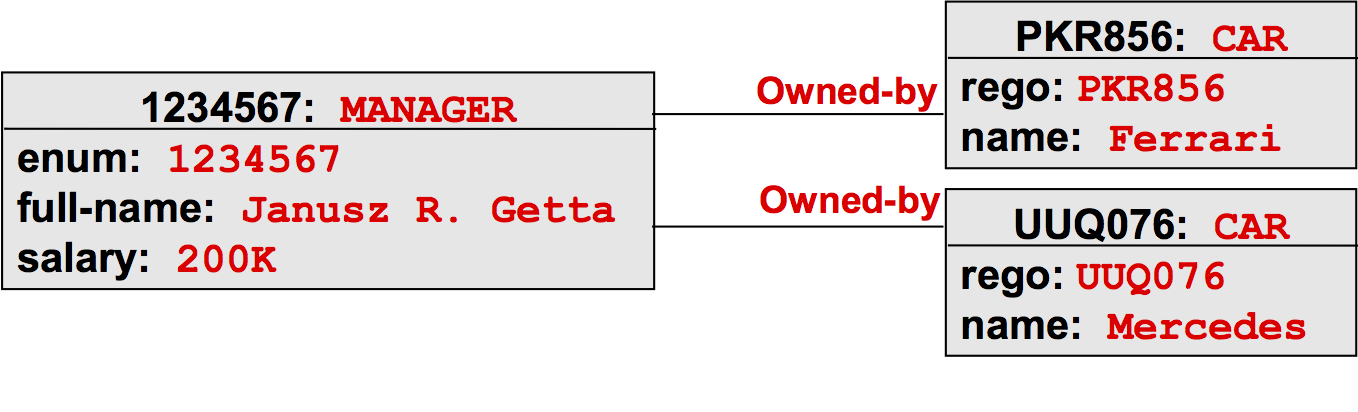 1234567: MANAGER
enum: 1234567
full-name: Janusz R. Getta
salary: 200K
Owned-by
Owned-by
PKR856: CAR
rego: PKR856
name: Ferrari
UUQ076: CAR
rego: UUQ076
name: Mercedes